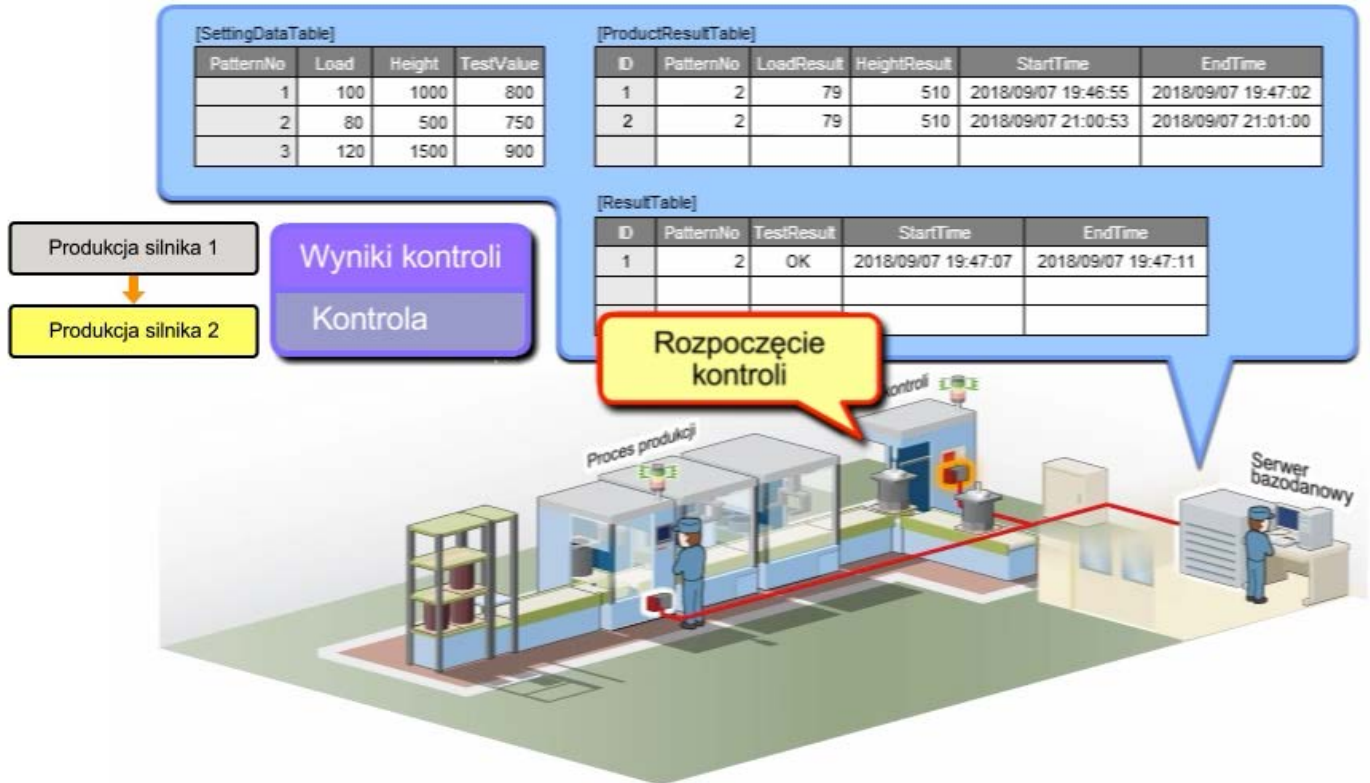 [SettingDataTable]
PatternNo Load Height TestValue
1 100 1000 800
2 80 500 750
3 120 1500 900
[ProductResultTable]
ID PatternNo LoadResult HeightResult StartTime EndTime
1 2 79 510 2018/09/07 19:46:55 2018/09/07 19:47:02
2 2 79 510 2018/09/07 21:00:53 2018/09/07 21:01:00
[ResultTable]
ID PatternNo TestResult StartTime EndTime
1 2 OK 2018/09/07 19:47:07 2018/09/07 19:47:11
Produkcja silnika 1
Produkcja silnika 2
Wyniki kontroli
Kontrola
Rozpoczęcie
kontroli
kontroli
Proces produkcji
Serwer
bazodanowy